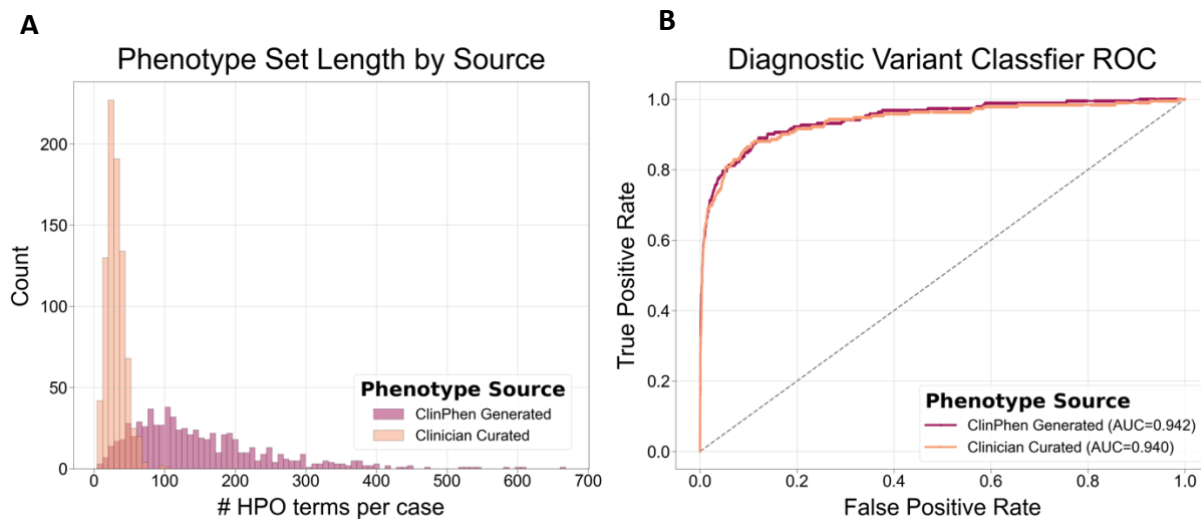 A
Phenotype Set Length by Source
Count
200
150
100
50
0
0 100 200 300 400 500 600 700
# HPO terms per case
Phenotype Source
ClinPhen Generated
Clinician Curated
B
Diagnostic Variant Classfier ROC
True Positive Rate
1.0
0.8
0.6
0.4
0.2
0.0
0.0 0.2 0.4 0.6 0.8 1.0
False Positive Rate
Phenotype Source
ClinPhen Generated (AUC=0.942)
Clinician Curated (AUC=0.940)